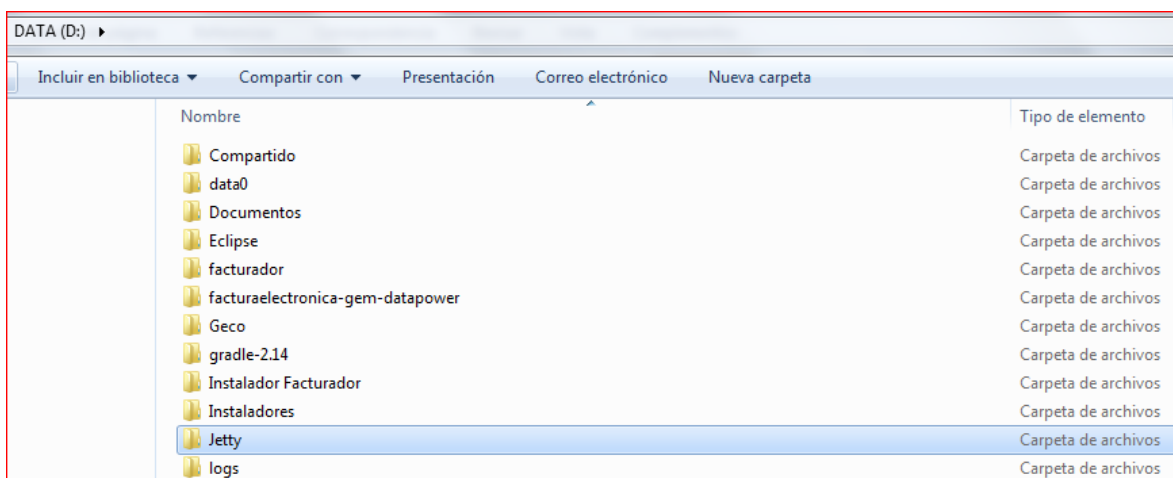 DATA (D:)
Incluir en biblioteca Compartir con Presentación Correo electrónico Nueva carpeta
Nombre Tipo de elemento
Compartido Carpeta de archivos
data0 Carpeta de archivos
Documentos Carpeta de archivos
Eclipse Carpeta de archivos
facturador Carpeta de archivos
facturaelectronica-gem-datapower Carpeta de archivos
Geco Carpeta de archivos
gradle-2.14 Carpeta de archivos
Instalador Facturador Carpeta de archivos
Instaladores Carpeta de archivos
Jetty Carpeta de archivos
logs Carpeta de archivos